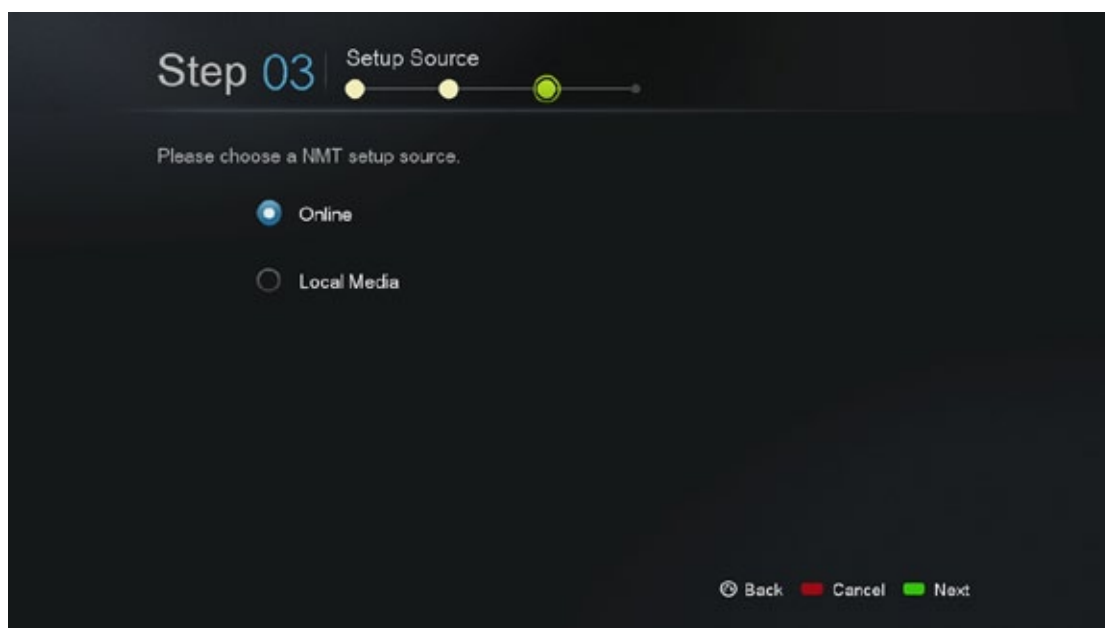 Step 03
Setup Source
Please choose a NMT setup source.
Online
Local Media
Back Cancel Next